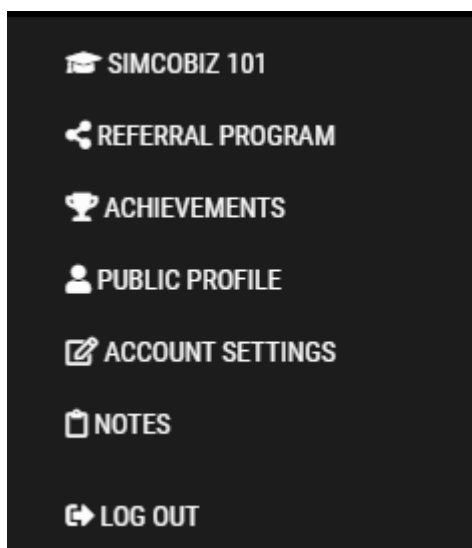 SIMCOBIZ 101
REFERRAL PROGRAM
ACHIEVEMENTS
PUBLIC PROFILE
ACCOUNT SETTINGS
NOTES
LOG OUT